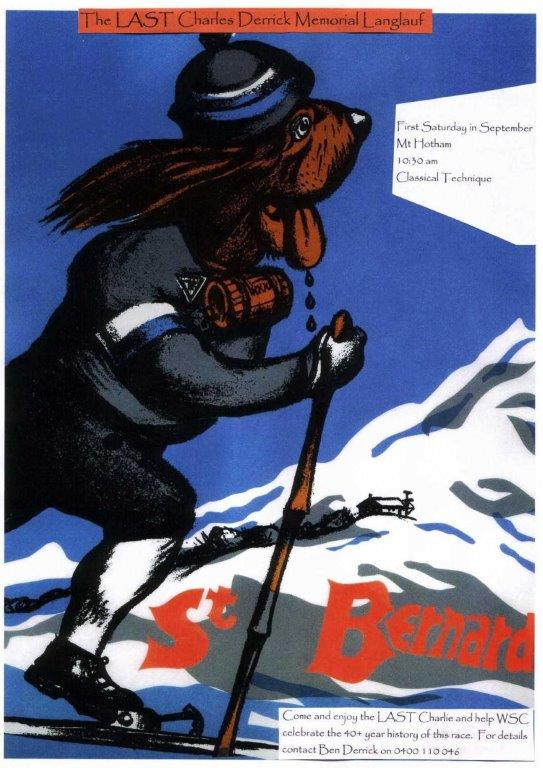 The LAST Charles Derrick Memorial Langlauf
First Saturday in September
Mt Hotham
10:30 am
Classical Technique
St Bernard
Come and enjoy the LAST Charlie and help WSC
celebrate the 40+ year history of this race. For details
contact Ben Derrick on 0400 110 046